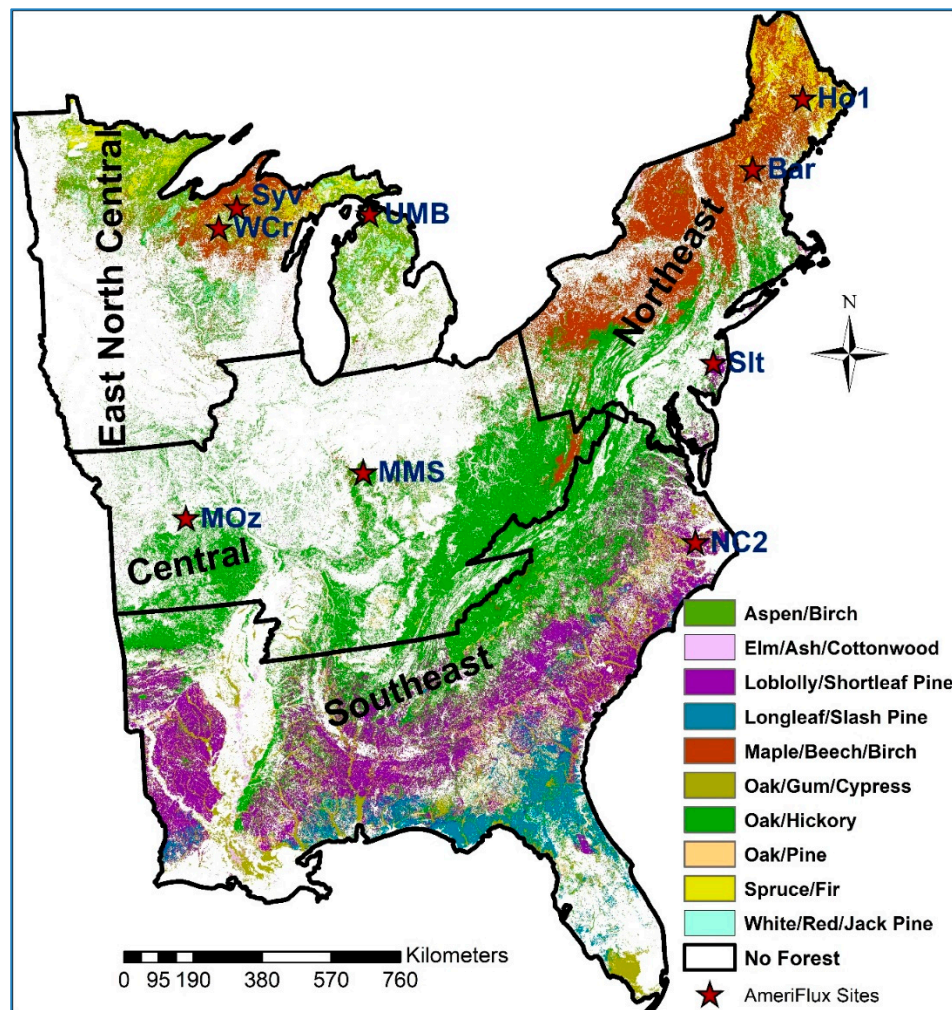 Ho1
Bar
East North Central
Syv
WCr
UMB
Northeast
N
Slt
MMS
MOz
Central
NC2
Southeast
Aspen/Birch
Elm/Ash/Cottonwood
Loblolly/Shortleaf Pine
Longleaf/Slash Pine
Maple/Beech/Birch
Oak/Gum/Cypress
Oak/Hickory
Oak/Pine
Spruce/Fir
White/Red/Jack Pine
No Forest
AmeriFlux Sites
Kilometers
0 95 190 380 570 760